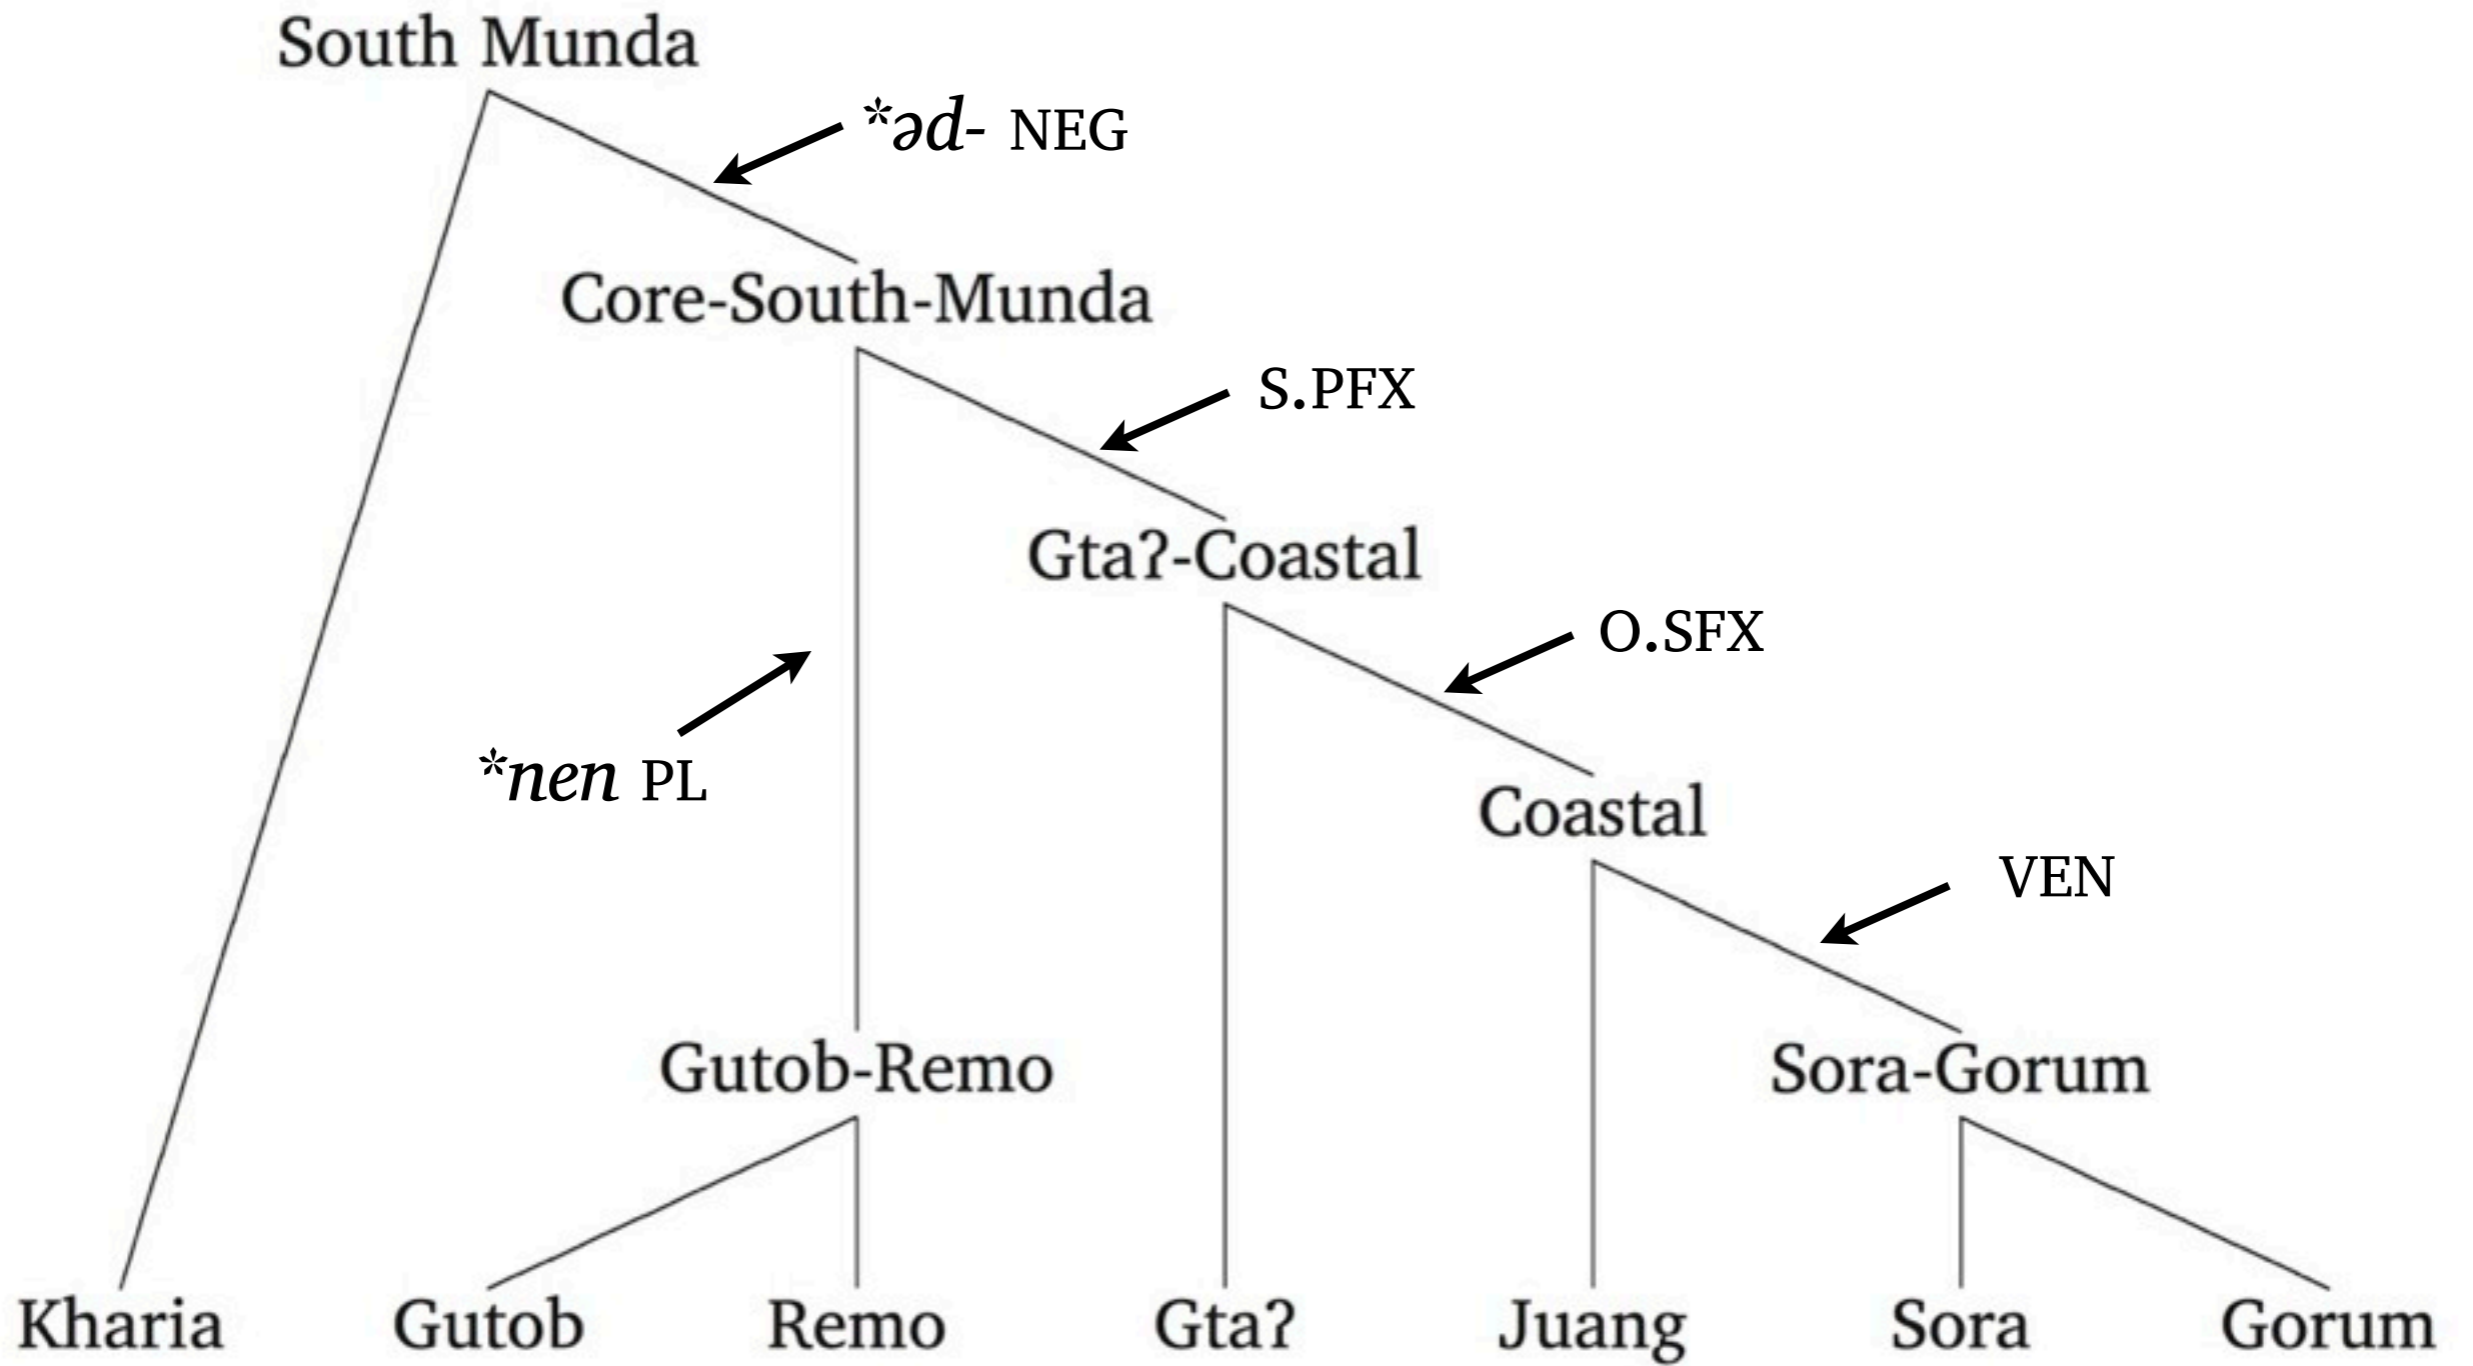 South Munda
*əd- NEG
Core-South-Munda
S.PFX
Gtaʔ-Coastal
O.SFX
*nen PL
Coastal
VEN
Gutob-Remo
Sora-Gorum
Kharia Gutob Remo Gtaʔ Juang Sora Gorum